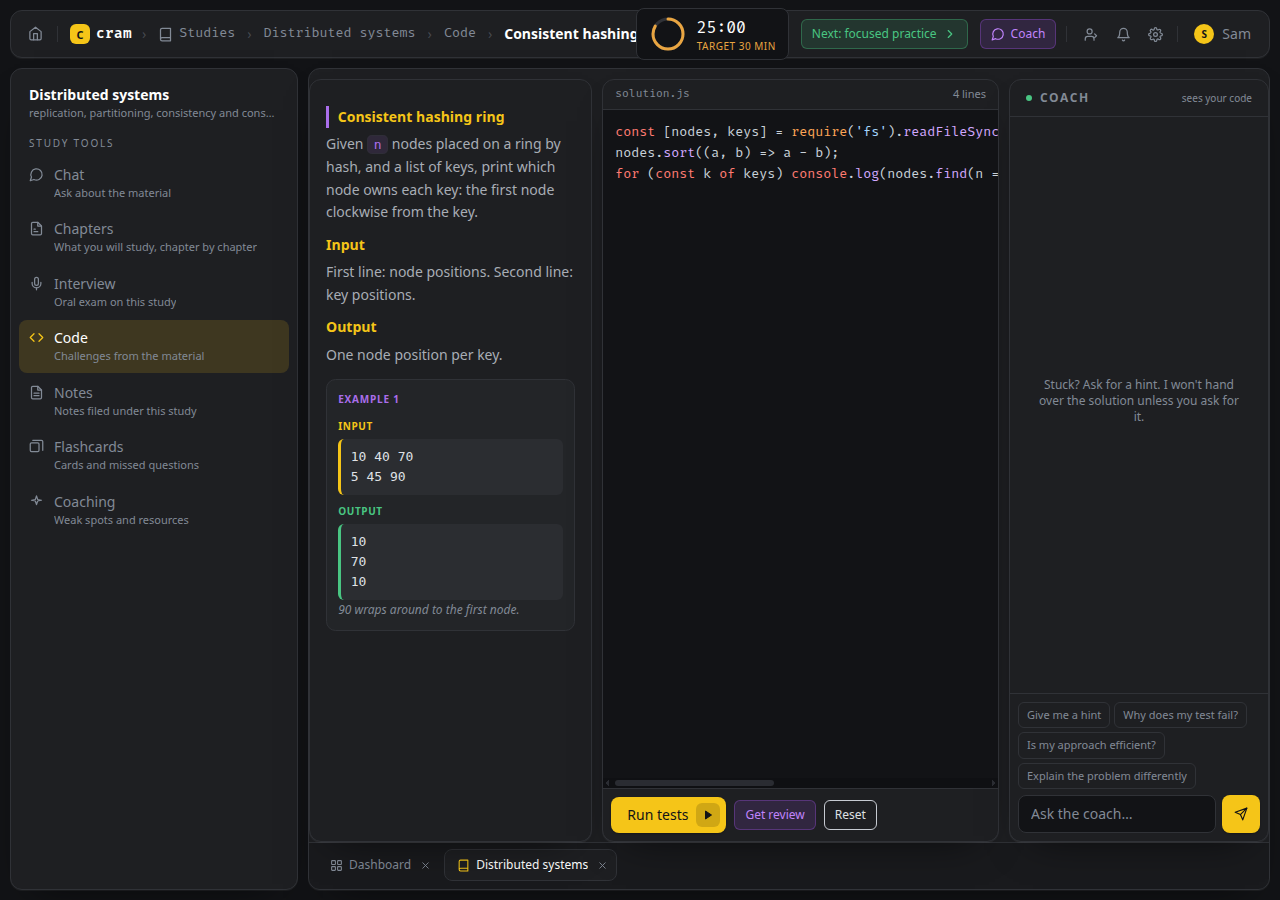 C cram › Studies › Distributed systems › Code › Consistent hashing
25:00
TARGET 30 MIN
Next: focused practice
Coach
S Sam
Distributed systems
replication, partitioning, consistency and cons...
STUDY TOOLS
Chat
Ask about the material
Chapters
What you will study, chapter by chapter
Interview
Oral exam on this study
Code
Challenges from the material
Notes
Notes filed under this study
Flashcards
Cards and missed questions
Coaching
Weak spots and resources
Consistent hashing ring
Given n nodes placed on a ring by
hash, and a list of keys, print which
node owns each key: the first node
clockwise from the key.
Input
First line: node positions. Second line:
key positions.
Output
One node position per key.
EXAMPLE 1
INPUT
10 40 70
5 45 90
OUTPUT
10
70
10
90 wraps around to the first node.
solution.js
4 lines
const [nodes, keys] = require('fs').readFileSync
nodes.sort((a, b) => a - b);
for (const k of keys) console.log(nodes.find(n =
Run tests
Get review
Reset
COACH
sees your code
Stuck? Ask for a hint. I won't hand
over the solution unless you ask for
it.
Give me a hint
Why does my test fail?
Is my approach efficient?
Explain the problem differently
Ask the coach...
Dashboard
Distributed systems